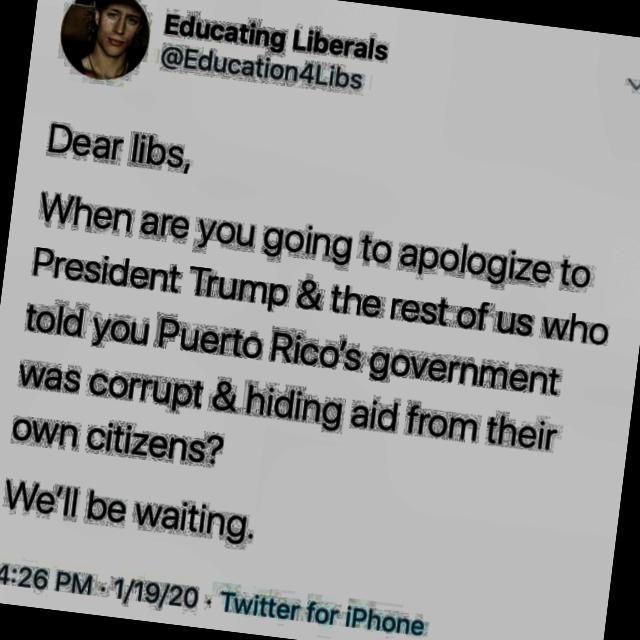 Educating Liberals
@Education4Libs
Dear libs,
When are you going to apologize to
President Trump & the rest of us who
told you Puerto Rico's government
was corrupt & hiding aid from their
own citizens?
We'll be waiting.
4:26 PM · 1/19/20 · Twitter for iPhone